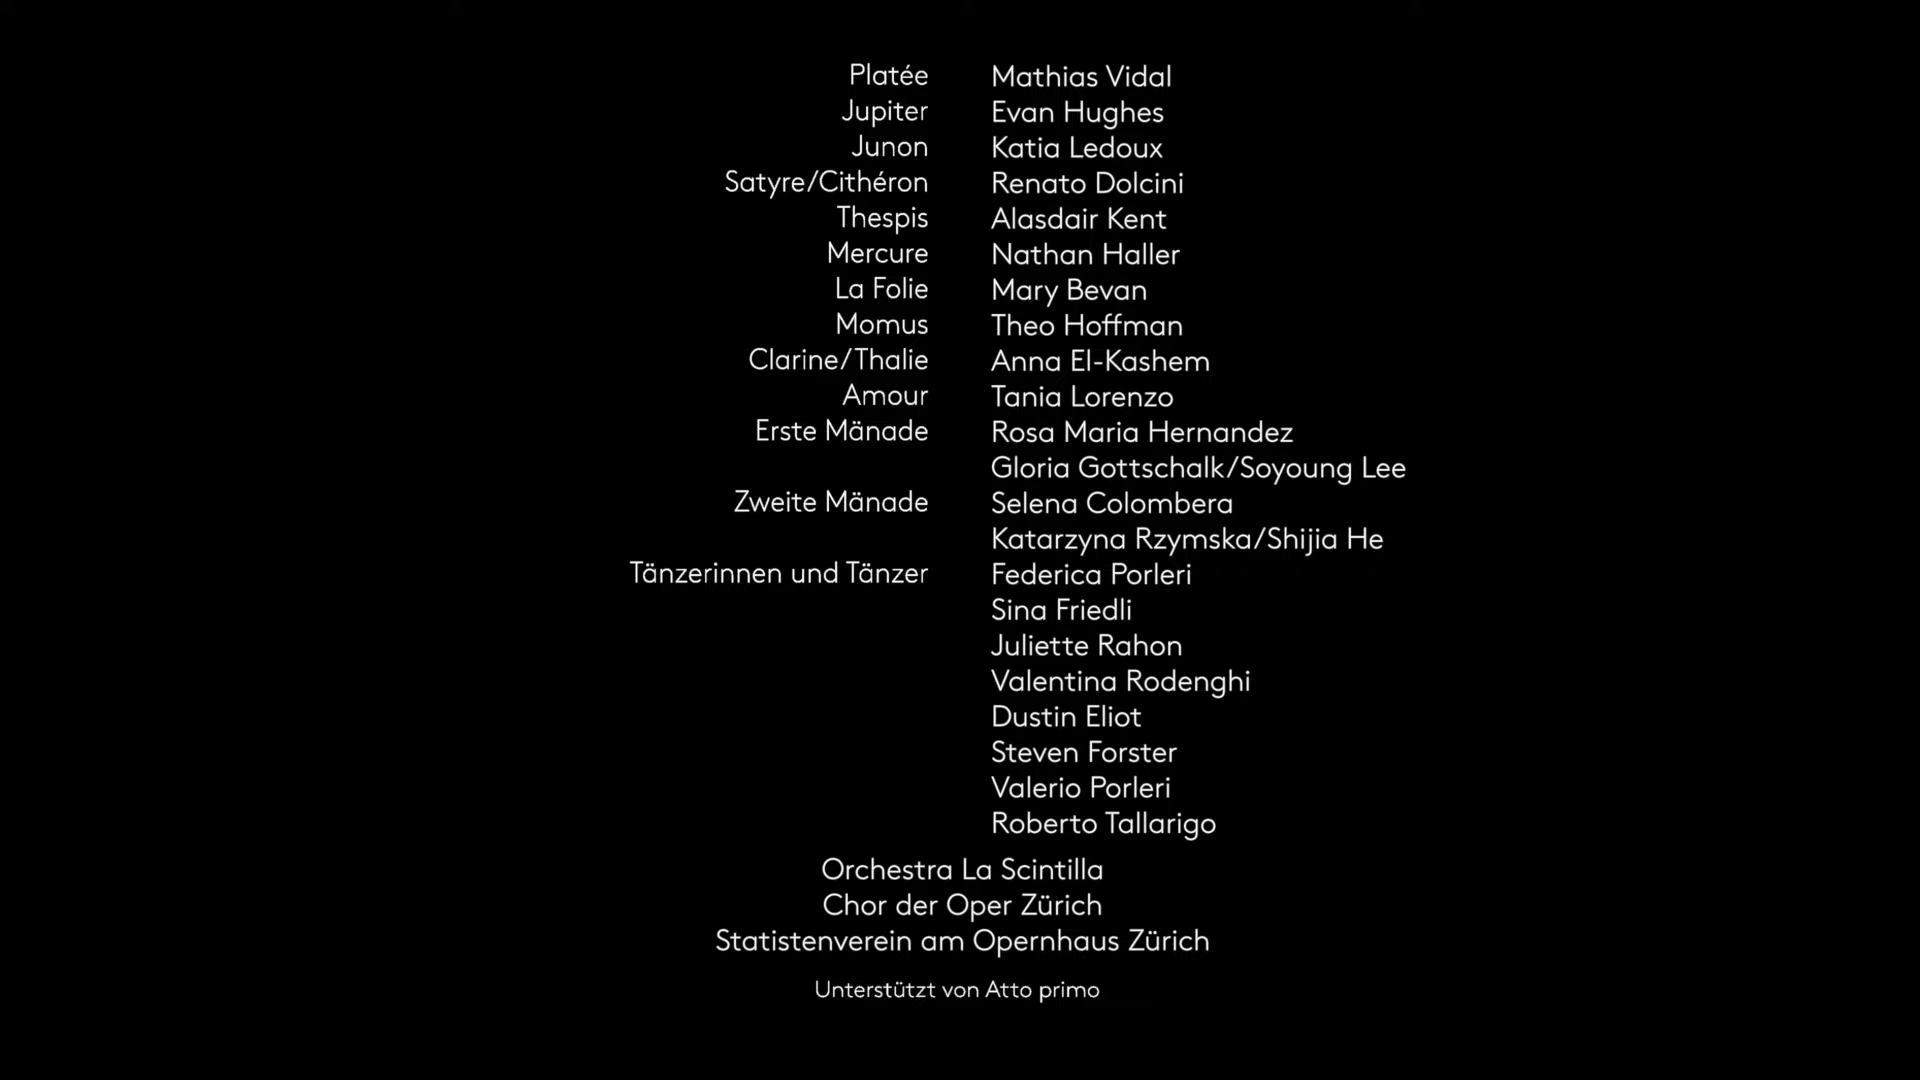 Platée Mathias Vidal
Jupiter Evan Hughes
Junon Katia Ledoux
Satyre/Cithéron Renato Dolcini
Thespis Alasdair Kent
Mercure Nathan Haller
La Folie Mary Bevan
Momus Theo Hoffman
Clarine/Thalie Anna El-Kashem
Amour Tania Lorenzo
Erste Mänade Rosa Maria Hernandez
Gloria Gottschalk/Soyoung Lee
Zweite Mänade Selena Colombera
Katarzyna Rzymska/Shijia He
Tänzerinnen und Tänzer Federica Porleri
Sina Friedli
Juliette Rahon
Valentina Rodenghi
Dustin Eliot
Steven Forster
Valerio Porleri
Roberto Tallarigo
Orchestra La Scintilla
Chor der Oper Zürich
Statistenverein am Opernhaus Zürich
Unterstützt von Atto primo